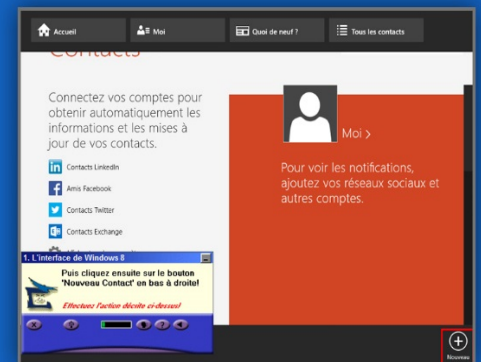 Accueil
Moi
Quoi de neuf ?
Tous les contacts
Contacts
Connectez vos comptes pour
obtenir automatiquement les
informations et les mises à
jour de vos contacts.
Contacts LinkedIn
Amis Facebook
Contacts Twitter
Contacts Exchange
Moi >
Pour voir les notifications,
ajoutez vos réseaux sociaux et
autres comptes.
1. L'interface de Windows 8
Puis cliquez ensuite sur le bouton
'Nouveau Contact' en bas à droite!
Effectuez l'action décrite ci-dessus!
Nouveau